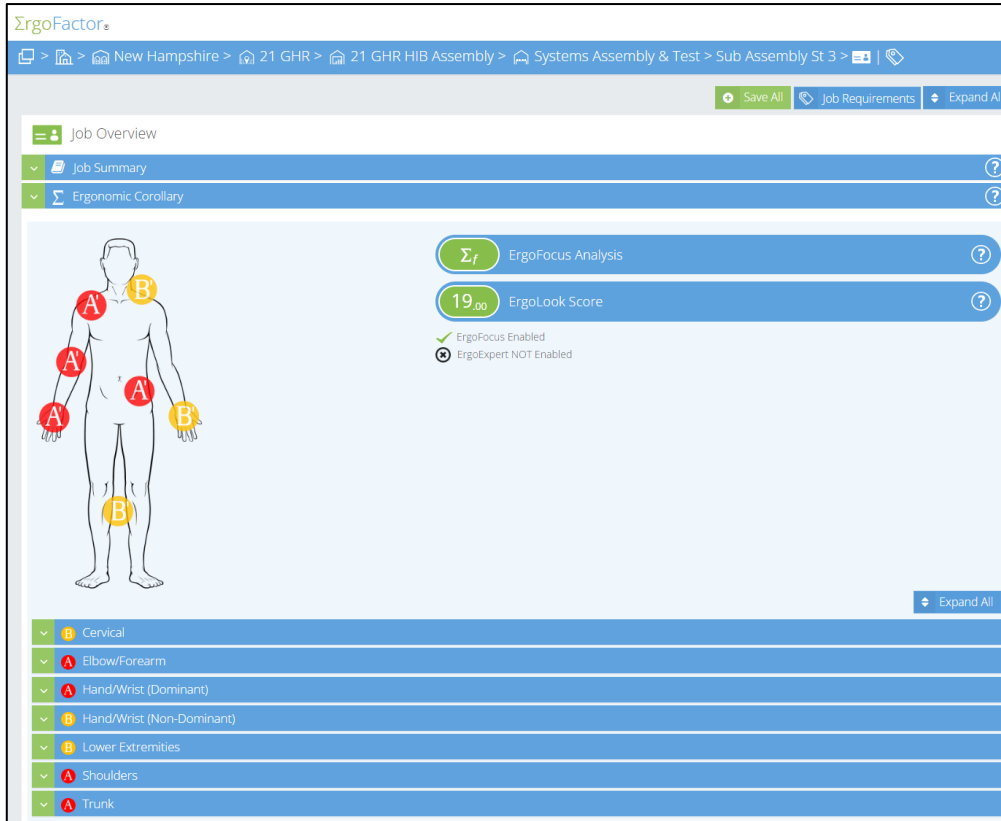 ΣrgoFactor®
> > New Hampshire > 21 GHR > 21 GHR HIB Assembly > Systems Assembly & Test > Sub Assembly St 3 > |
Save All Job Requirements Expand All
Job Overview
Job Summary ?
Σ Ergonomic Corollary ?
Σf ErgoFocus Analysis ?
B'
A'
19.00 ErgoLook Score ?
ErgoFocus Enabled
ErgoExpert NOT Enabled
A'
A'
A'
B'
B'
Expand All
B Cervical
A Elbow/Forearm
A Hand/Wrist (Dominant)
B Hand/Wrist (Non-Dominant)
B Lower Extremities
A Shoulders
A Trunk